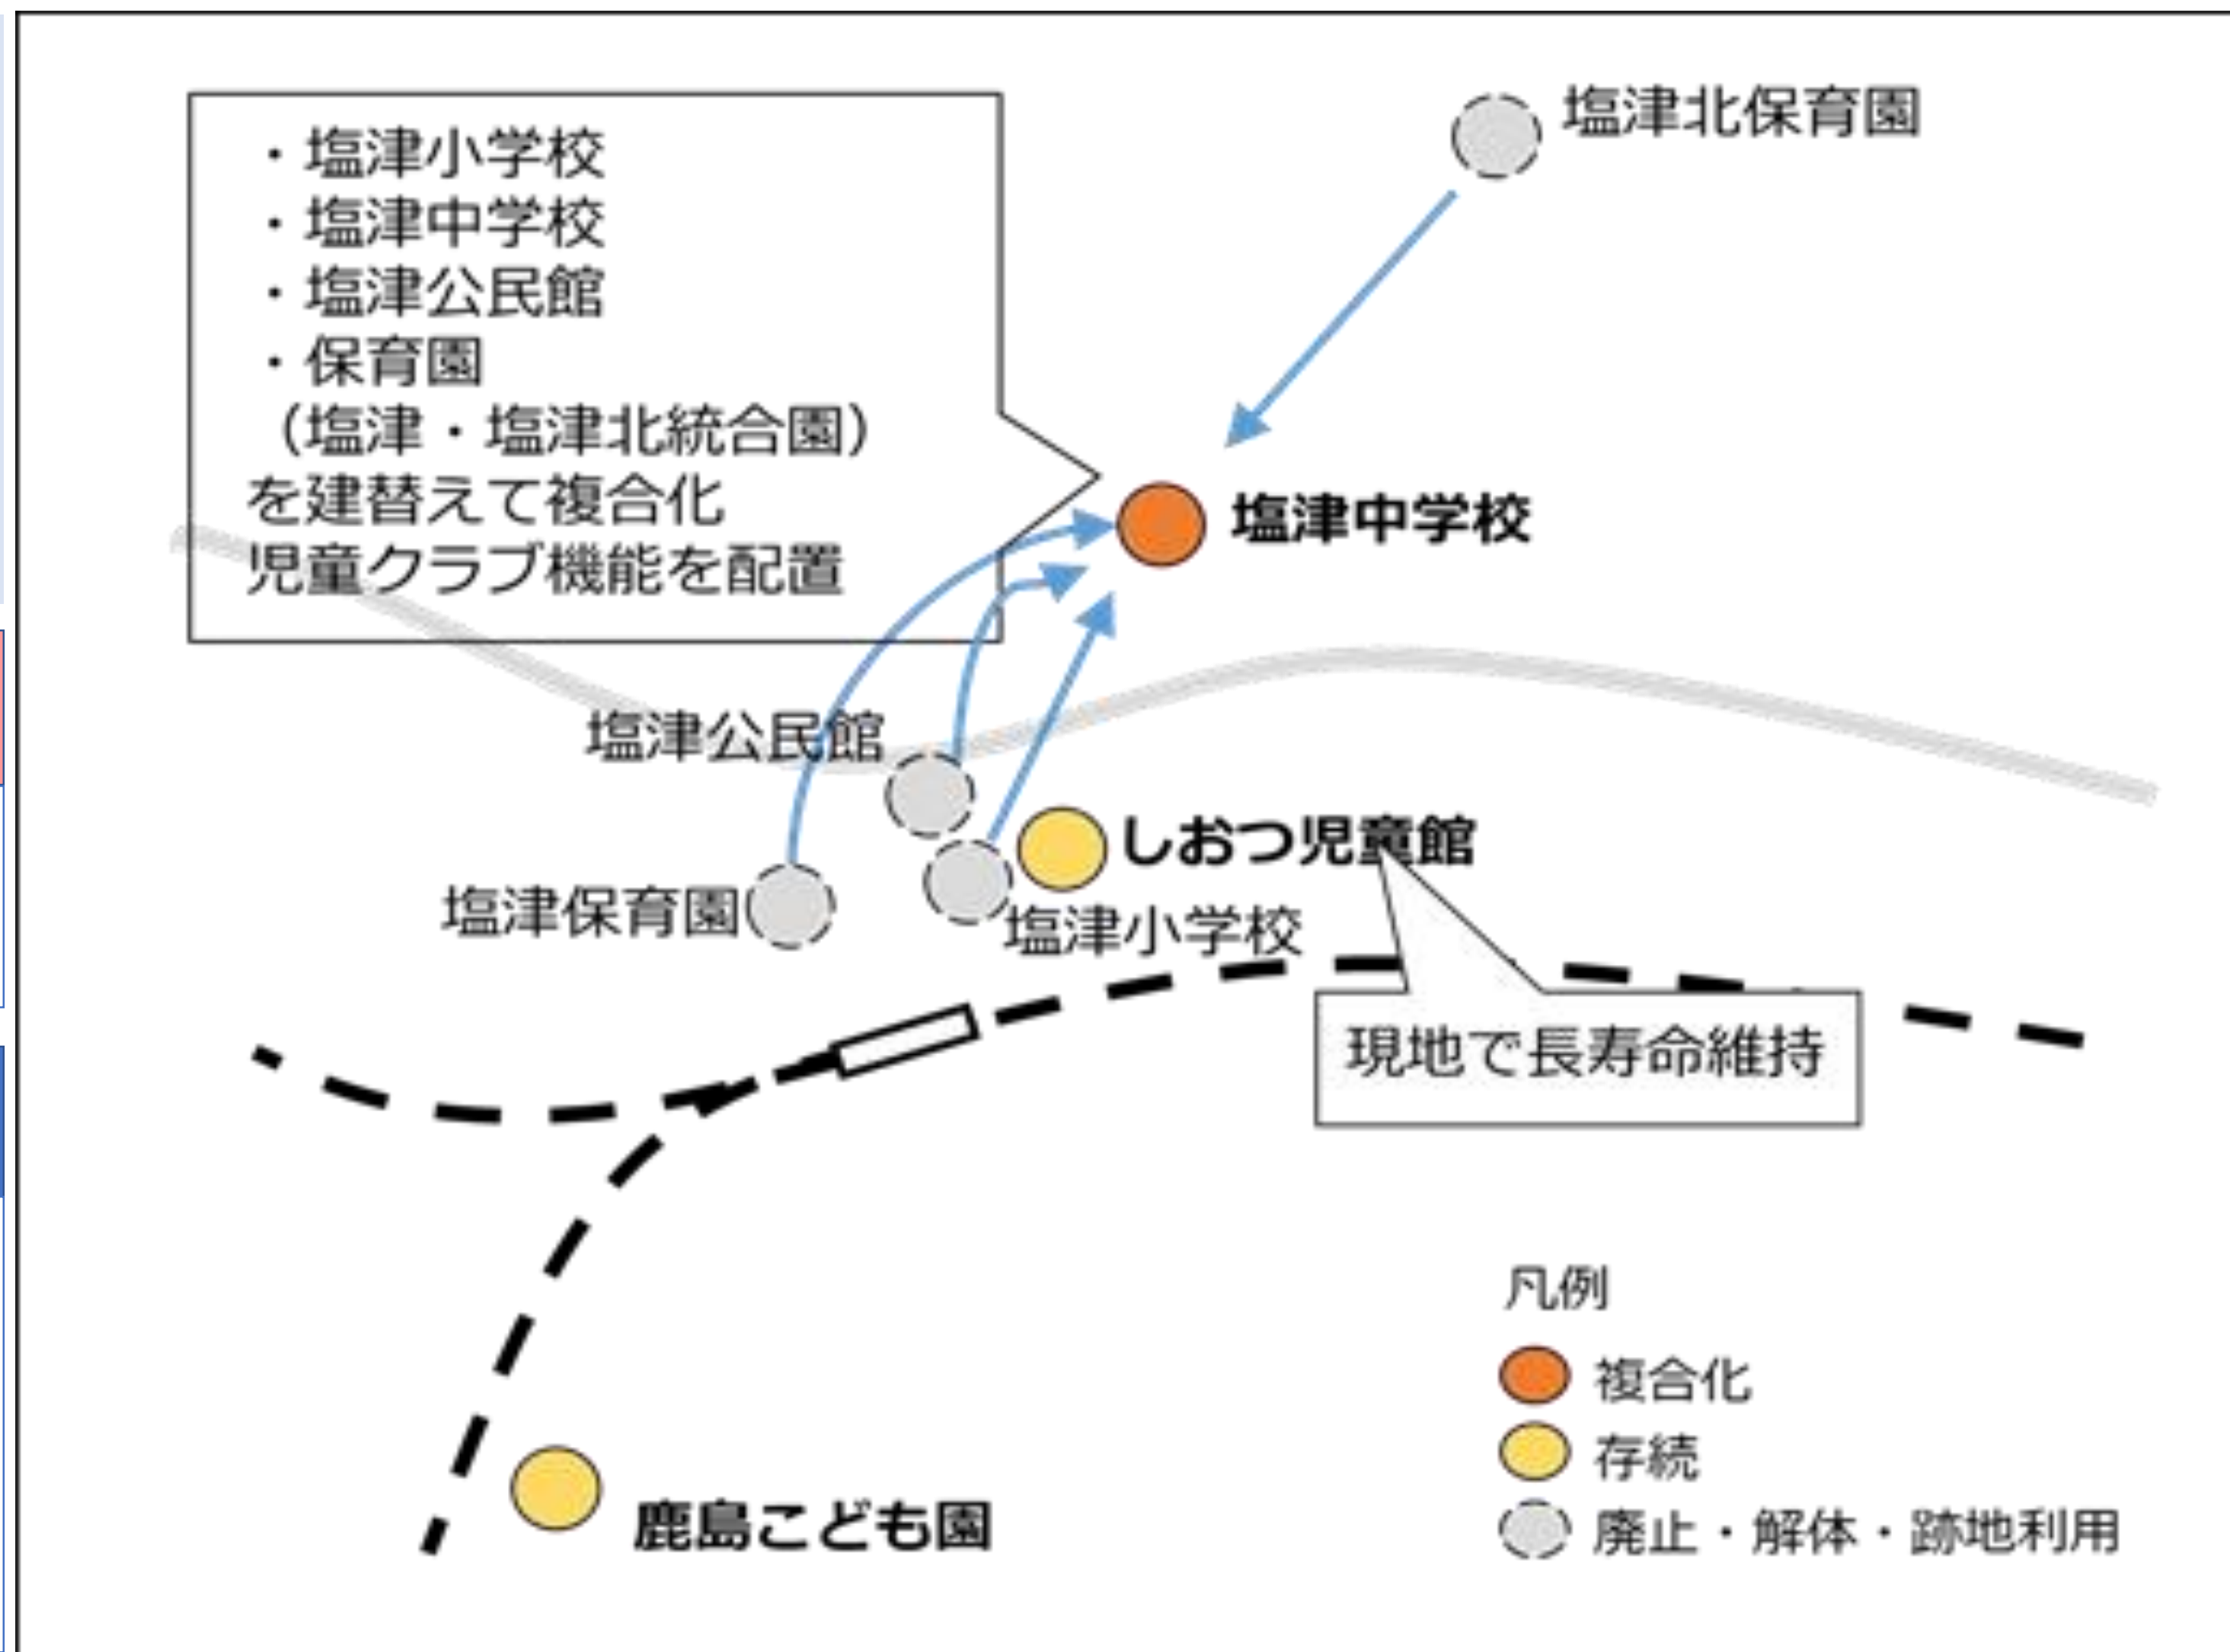 ・塩津小学校
・塩津中学校
・塩津公民館
・保育園
（塩津・塩津北統合園）
を建替えて複合化
児童クラブ機能を配置
塩津北保育園
塩津中学校
塩津公民館
しおつ児童館
塩津保育園
塩津小学校
現地で長寿命維持
鹿島こども園
凡例
複合化
存続
廃止・解体・跡地利用